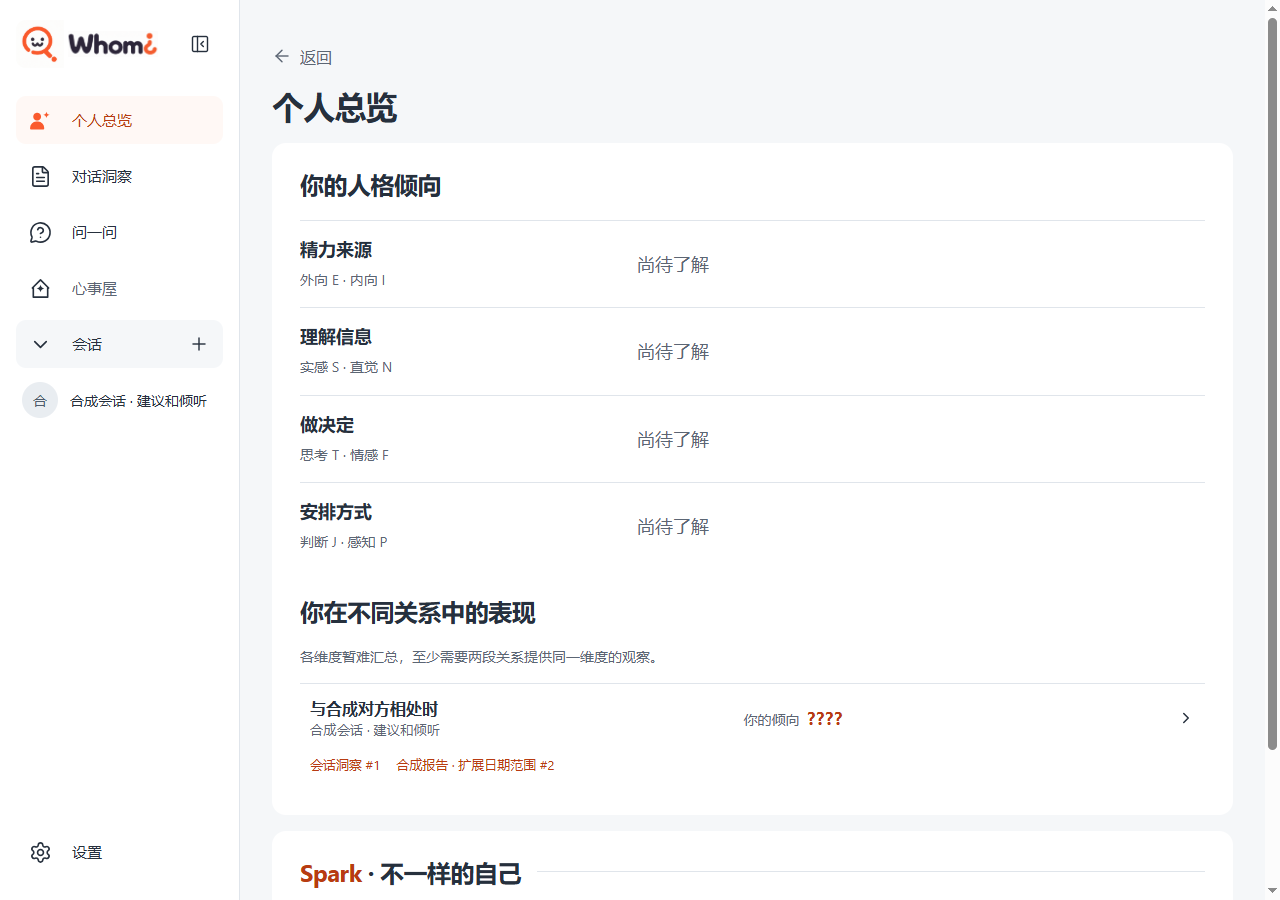 Whomi
个人总览
对话洞察
问一问
心事屋
会话
合 合成会话 · 建议和倾听
设置
返回
个人总览
你的人格倾向
精力来源
外向 E · 内向 I
尚待了解
理解信息
实感 S · 直觉 N
尚待了解
做决定
思考 T · 情感 F
尚待了解
安排方式
判断 J · 感知 P
尚待了解
你在不同关系中的表现
各维度暂难汇总，至少需要两段关系提供同一维度的观察。
与合成对方相处时
合成会话 · 建议和倾听
你的倾向 ????
会话洞察 #1 合成报告 · 扩展日期范围 #2
Spark · 不一样的自己